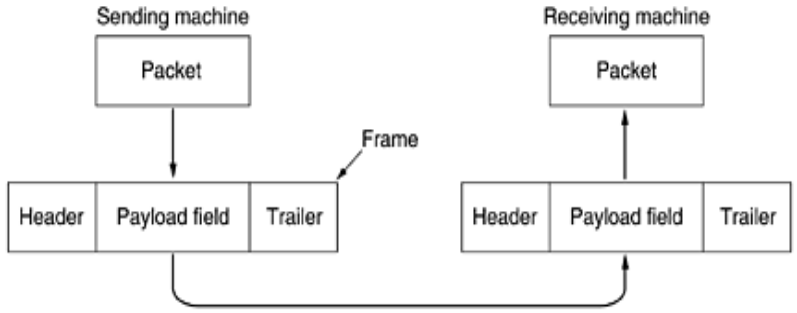 Sending machine
Receiving machine
Packet
Packet
Frame
Header
Payload field
Trailer
Header
Payload field
Trailer